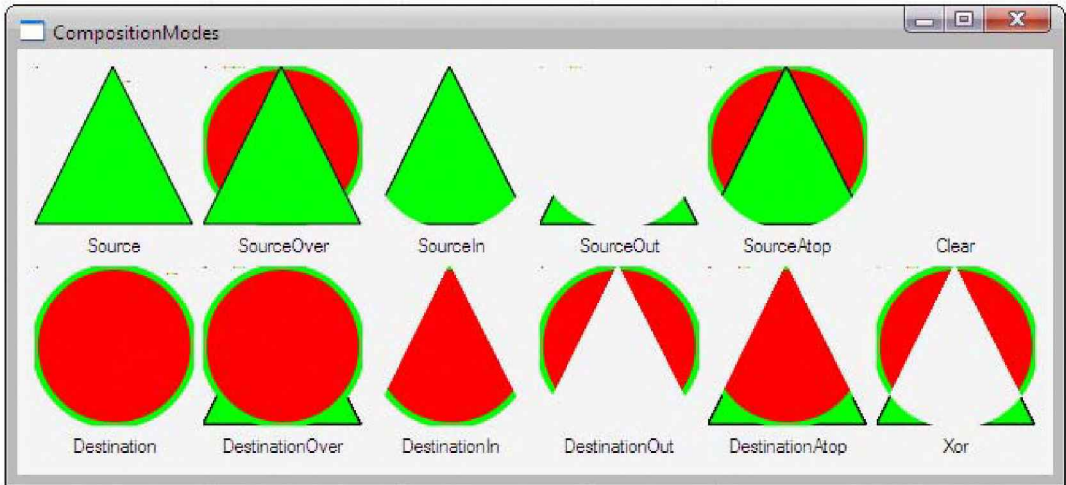 CompositionModes
Source SourceOver SourceIn SourceOut SourceAtop Clear
Destination DestinationOver DestinationIn DestinationOut DestinationAtop Xor